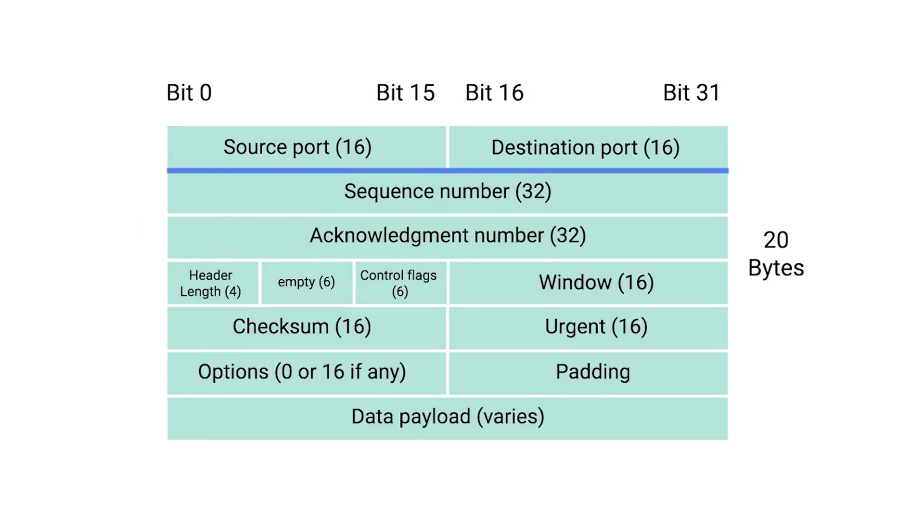 Bit 0 Bit 15 Bit 16 Bit 31
Source port (16) Destination port (16)
Sequence number (32)
Acknowledgment number (32)
20
Bytes
Header
Length (4)
empty (6)
Control flags
(6)
Window (16)
Checksum (16) Urgent (16)
Options (0 or 16 if any) Padding
Data payload (varies)